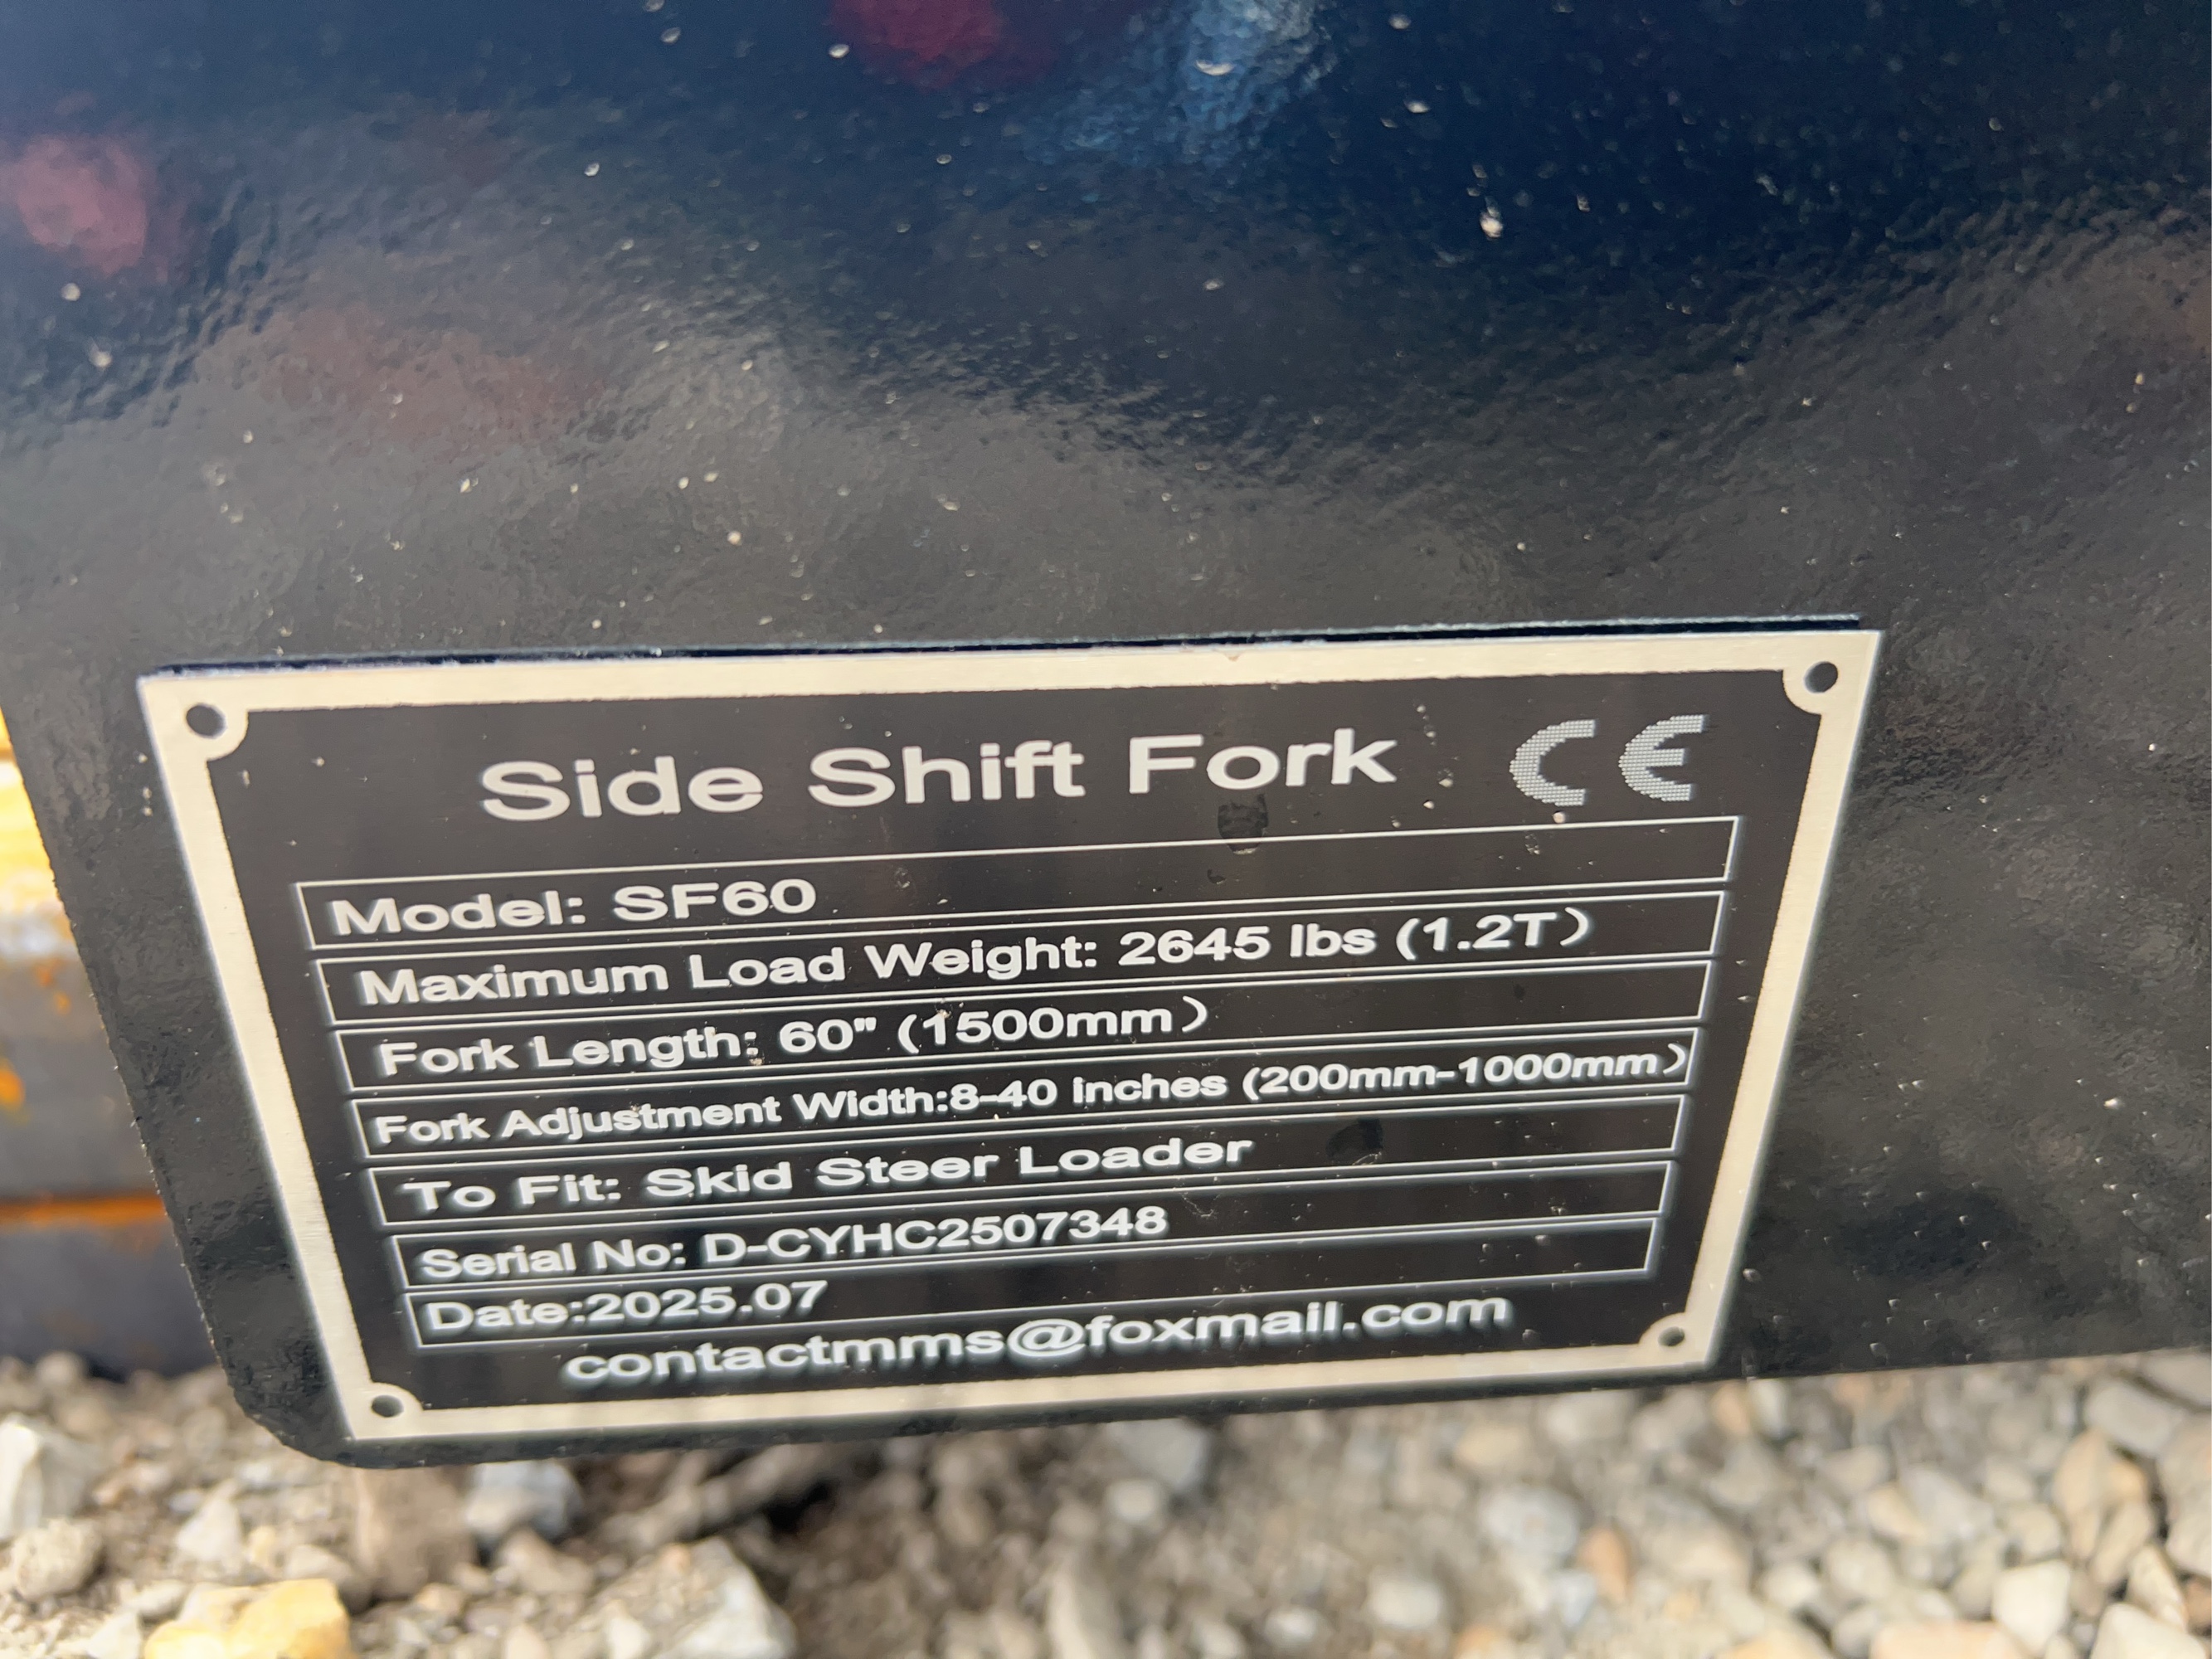 Side Shift Fork CE
Model: SF60
Maximum Load Weight: 2645 lbs (1.2T)
Fork Length: 60" (1500mm)
Fork Adjustment Width:8-40 inches (200mm-1000mm)
To Fit: Skid Steer Loader
Serial No: D-CYHC2507348
Date:2025.07
contactmms@foxmail.com